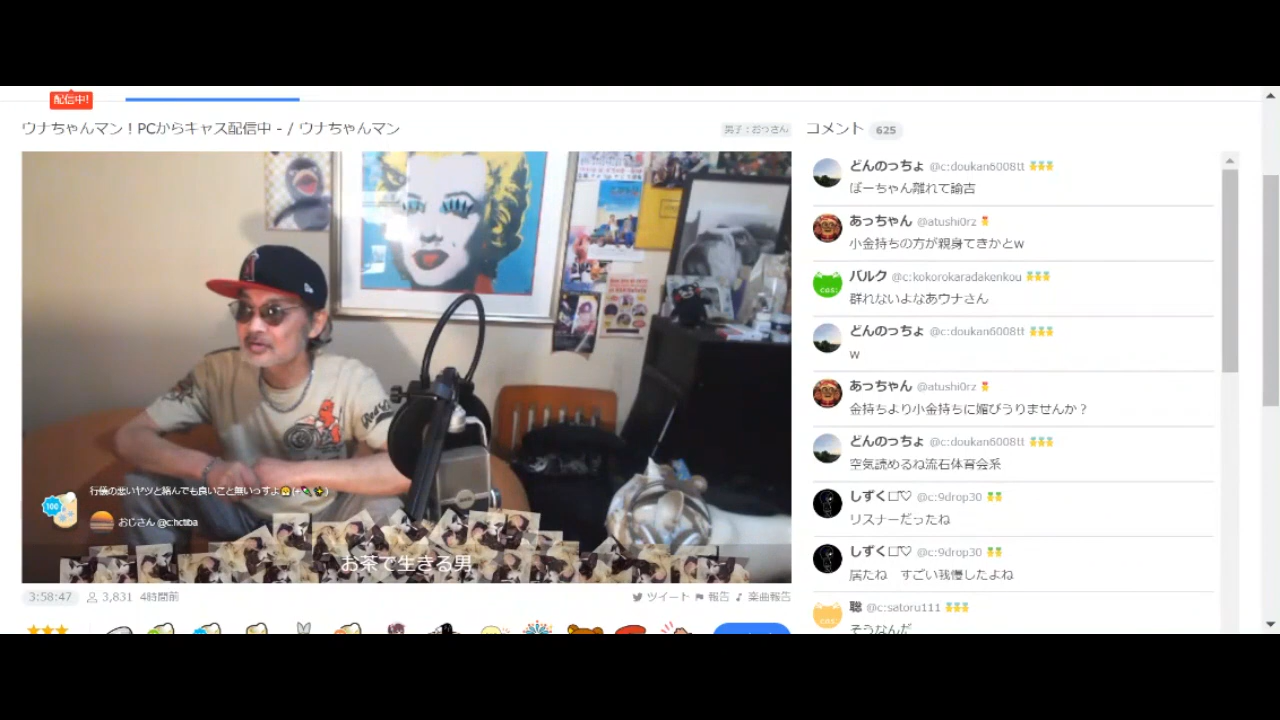 配信中!
ウナちゃんマン！PCからキャス配信中 - / ウナちゃんマン
男子：おっさん
コメント 625
どんのっちょ @c:doukan6008tt
ばーちゃん離れて諭吉
あっちゃん @atushi0rz
小金持ちの方が親身てきかとw
バルク @c:kokorokaradakenkou
群れないよなあウナさん
どんのっちょ @c:doukan6008tt
w
あっちゃん @atushi0rz
金持ちより小金持ちに媚びうりませんか？
どんのっちょ @c:doukan6008tt
空気読めるね流石体育会系
しずく□♡ @c:9drop30
リスナーだったね
しずく□♡ @c:9drop30
居たね　すごい我慢したよね
聡 @c:satoru111
そうなんだ
cas:
cas:
100
行儀の悪いヤツと絡んでも良いこと無いっすよ
おじさん @c:hctiba
お茶で生きる男
3:58:47 3,831 4時間前
ツイート 報告 楽曲報告